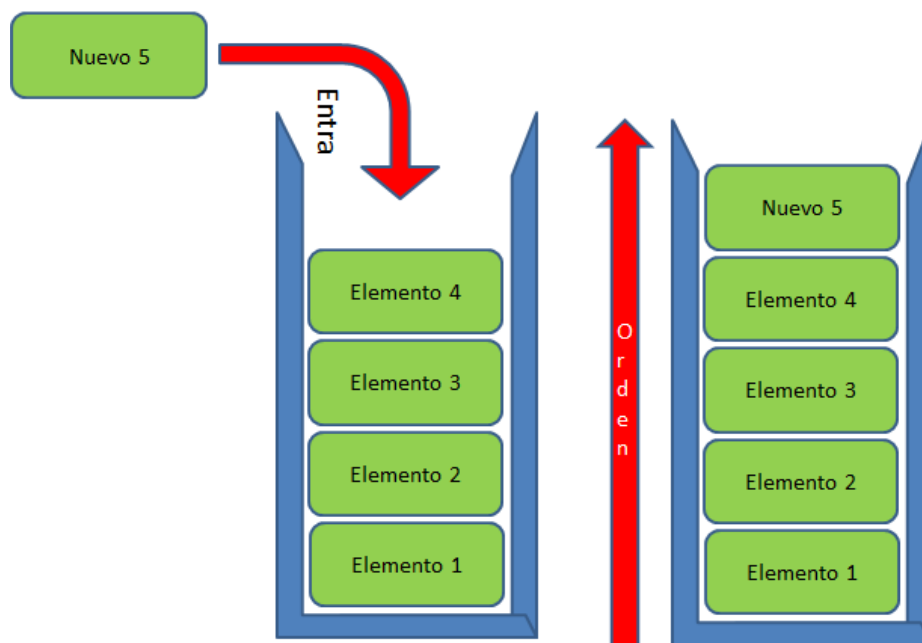 Nuevo 5
Entra
Elemento 4
Elemento 3
Elemento 2
Elemento 1
Orden
Nuevo 5
Elemento 4
Elemento 3
Elemento 2
Elemento 1